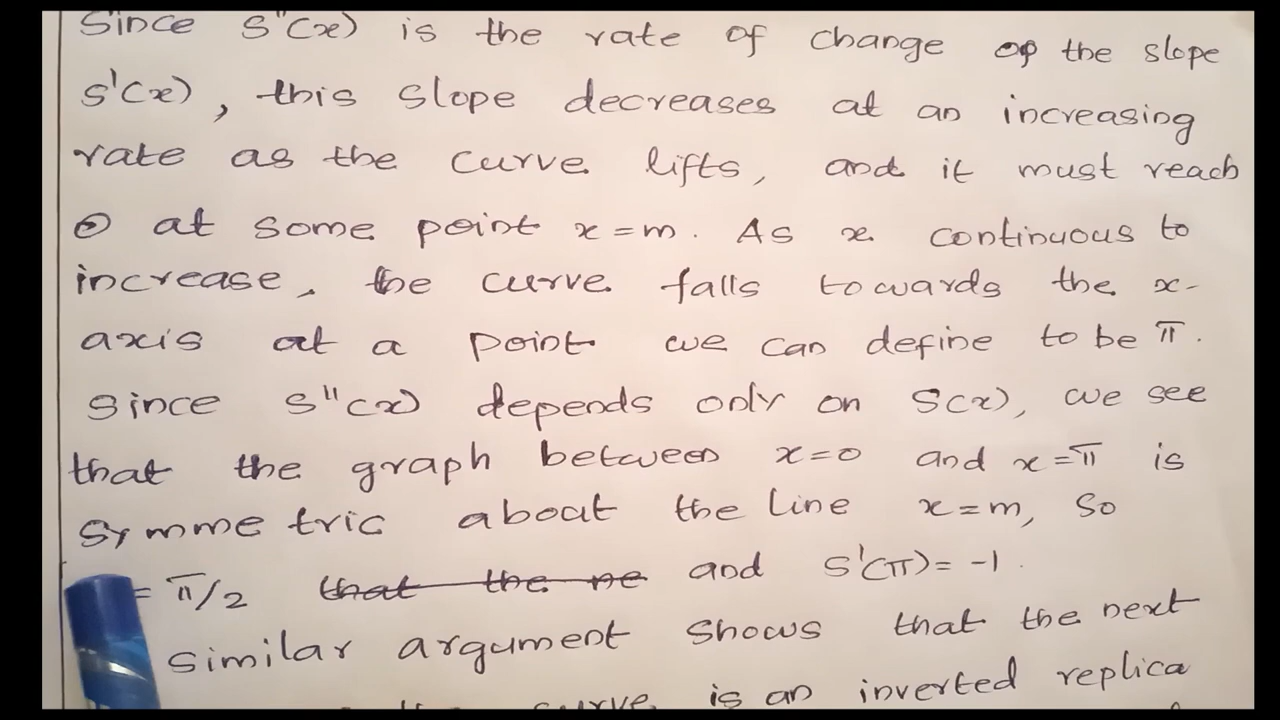 Since s"(x) is the rate of change of the slope
s'(x), this slope decreases at an increasing
rate as the curve lifts, and it must reach
0 at some point x=m. As x continuous to
increase, the curve falls towards the x-
axis at a point we can define to be π.
Since s"(x) depends only on s(x), we see
that the graph between x=0 and x=π is
symmetric about the line x=m, so
= π/2 that the ne and s'(π)= -1.
similar argument shows that the next
curve is an inverted replica